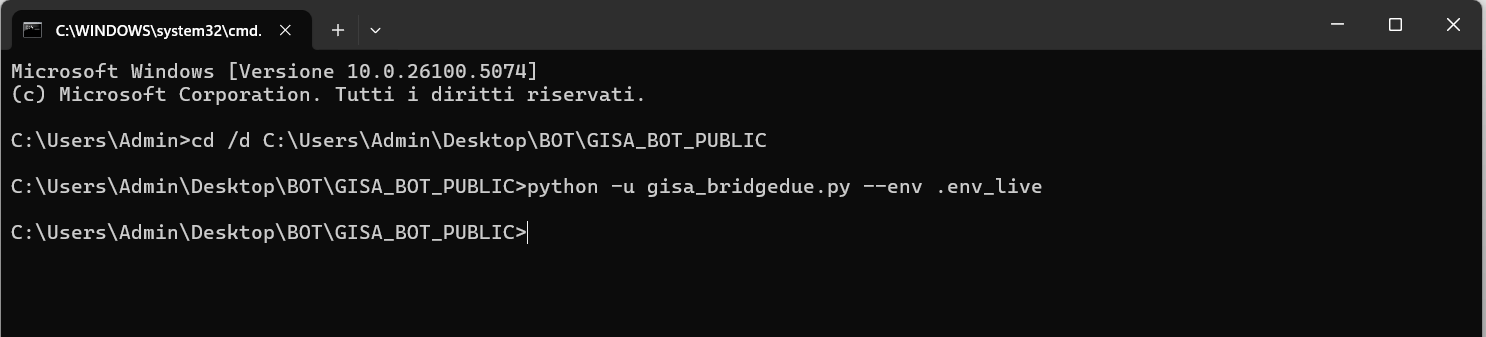 C:\WINDOWS\system32\cmd.
Microsoft Windows [Versione 10.0.26100.5074]
(c) Microsoft Corporation. Tutti i diritti riservati.
C:\Users\Admin>cd /d C:\Users\Admin\Desktop\BOT\GISA_BOT_PUBLIC
C:\Users\Admin\Desktop\BOT\GISA_BOT_PUBLIC>python -u gisa_bridgedue.py --env .env_live
C:\Users\Admin\Desktop\BOT\GISA_BOT_PUBLIC>